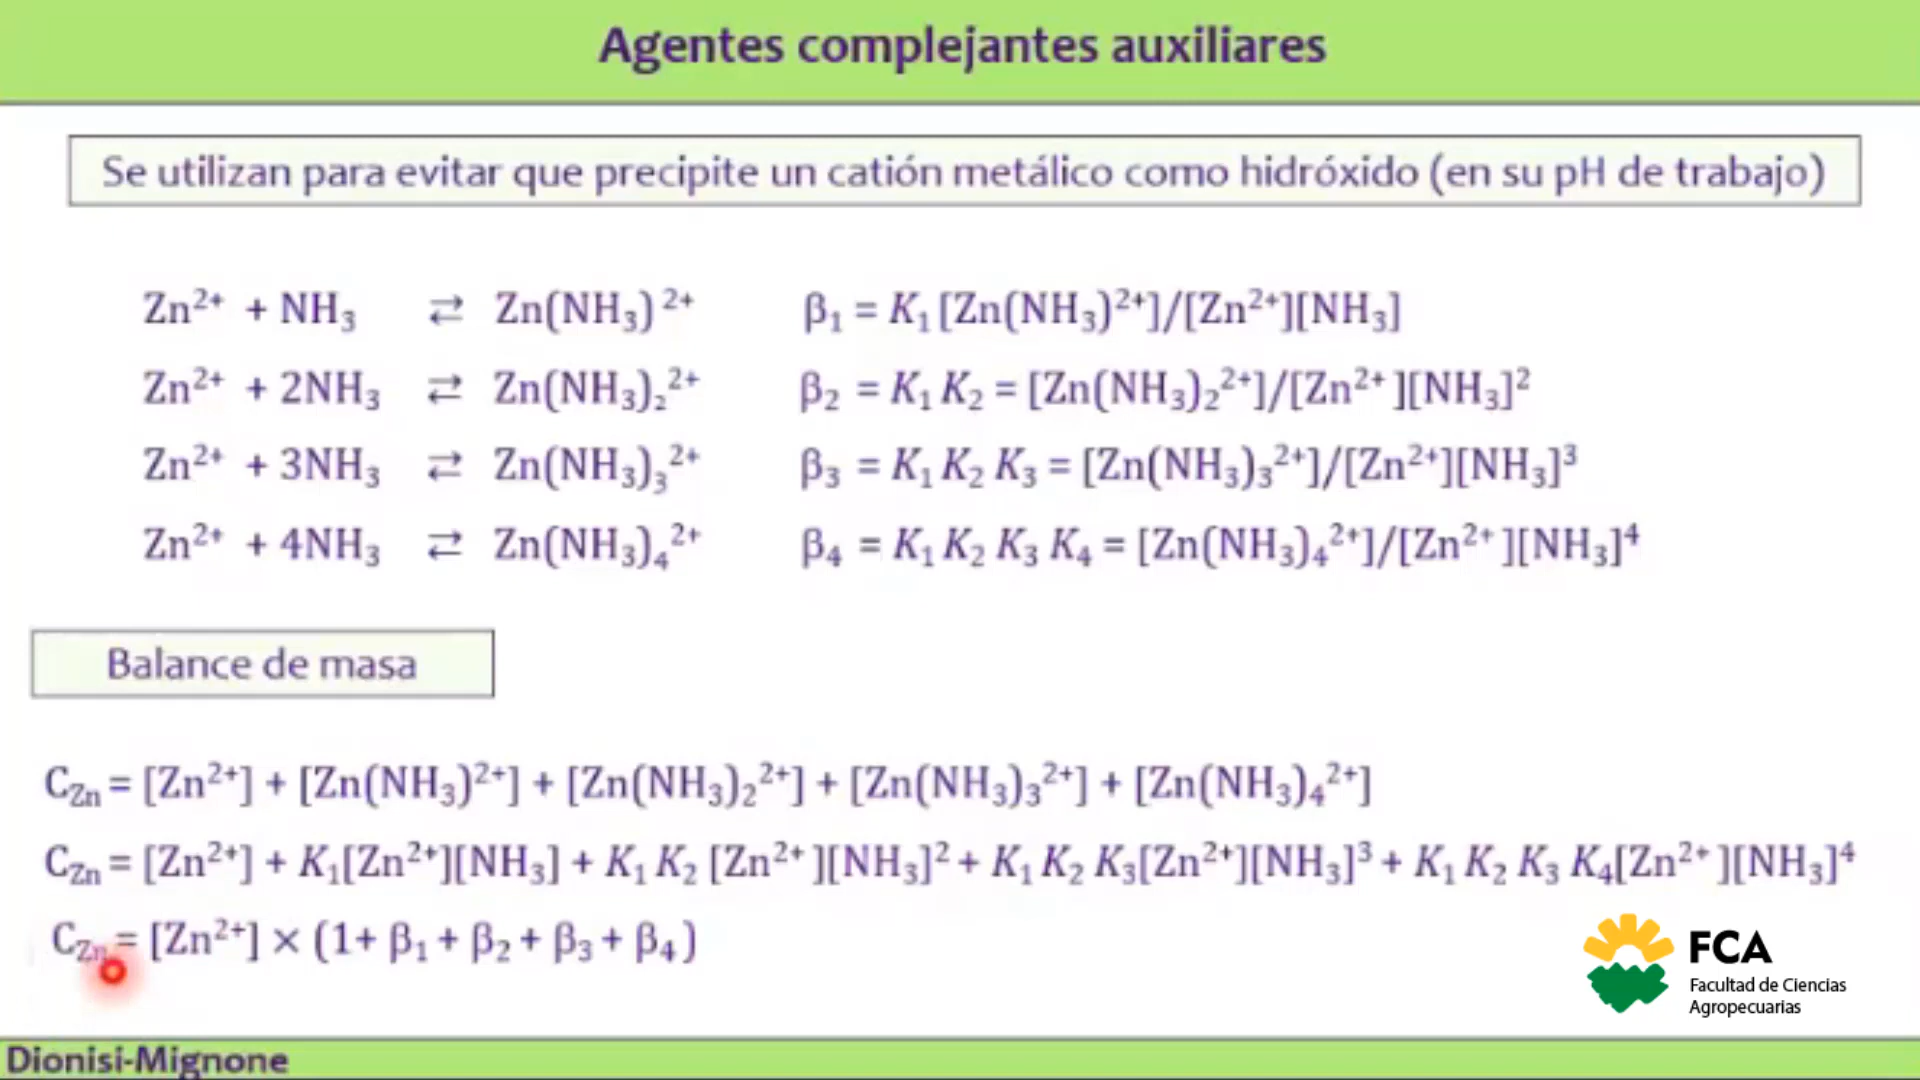 Agentes complejantes auxiliares
Se utilizan para evitar que precipite un catión metálico como hidróxido (en su pH de trabajo)
Zn²⁺ + NH₃ ⇄ Zn(NH₃)²⁺ β₁ = K₁ [Zn(NH₃)²⁺]/[Zn²⁺][NH₃]
Zn²⁺ + 2NH₃ ⇄ Zn(NH₃)₂²⁺ β₂ = K₁ K₂ = [Zn(NH₃)₂²⁺]/[Zn²⁺][NH₃]²
Zn²⁺ + 3NH₃ ⇄ Zn(NH₃)₃²⁺ β₃ = K₁ K₂ K₃ = [Zn(NH₃)₃²⁺]/[Zn²⁺][NH₃]³
Zn²⁺ + 4NH₃ ⇄ Zn(NH₃)₄²⁺ β₄ = K₁ K₂ K₃ K₄ = [Zn(NH₃)₄²⁺]/[Zn²⁺][NH₃]⁴
Balance de masa
C_Zn = [Zn²⁺] + [Zn(NH₃)²⁺] + [Zn(NH₃)₂²⁺] + [Zn(NH₃)₃²⁺] + [Zn(NH₃)₄²⁺]
C_Zn = [Zn²⁺] + K₁[Zn²⁺][NH₃] + K₁ K₂ [Zn²⁺][NH₃]² + K₁ K₂ K₃[Zn²⁺][NH₃]³ + K₁ K₂ K₃ K₄[Zn²⁺][NH₃]⁴
C_Zn = [Zn²⁺] × (1+ β₁ + β₂ + β₃ + β₄)
FCA
Facultad de Ciencias
Agropecuarias
Dionisi-Mignone